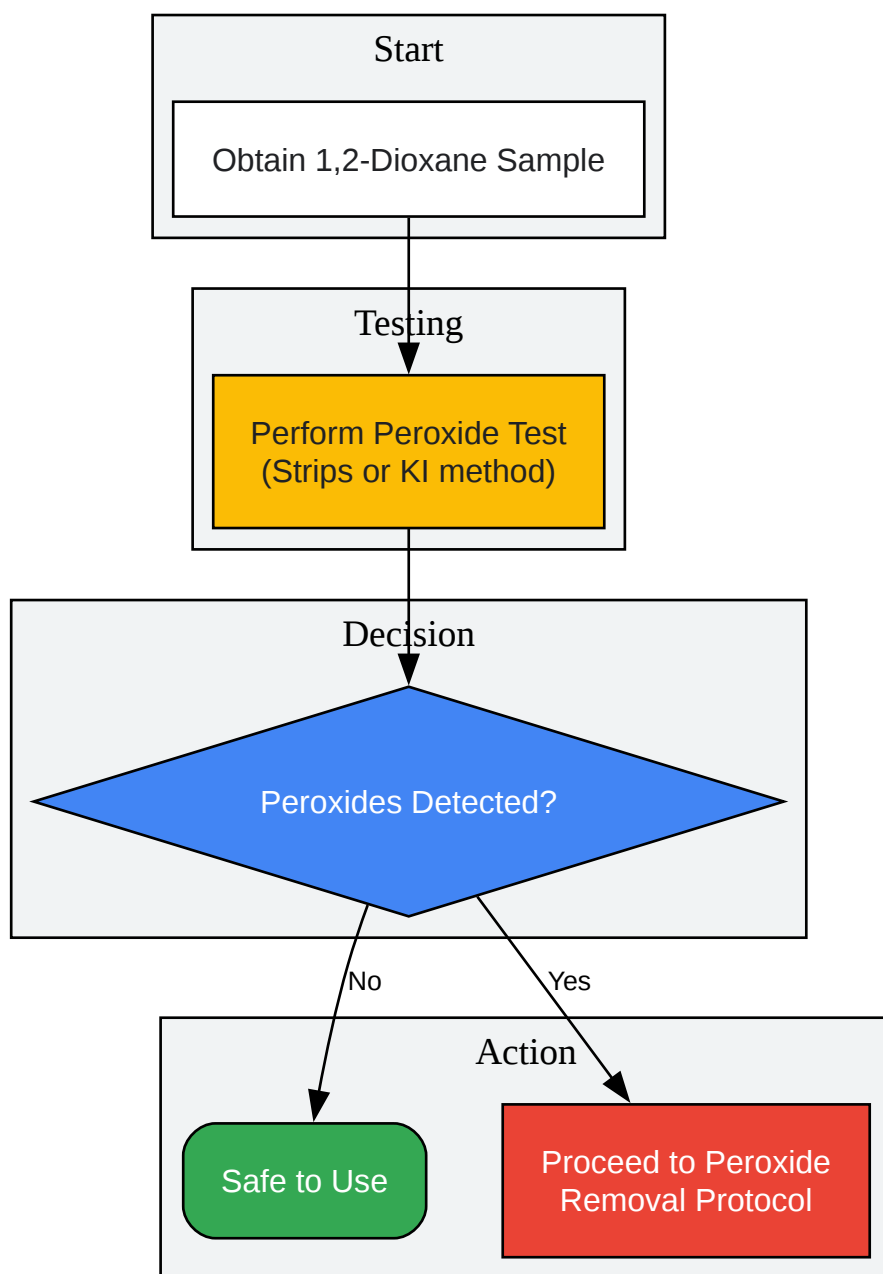 Start
Obtain 1,2-Dioxane Sample
Testing
Perform Peroxide Test
(Strips or KI method)
Decision
Peroxides Detected?
No
Yes
Action
Safe to Use
Proceed to Peroxide
Removal Protocol